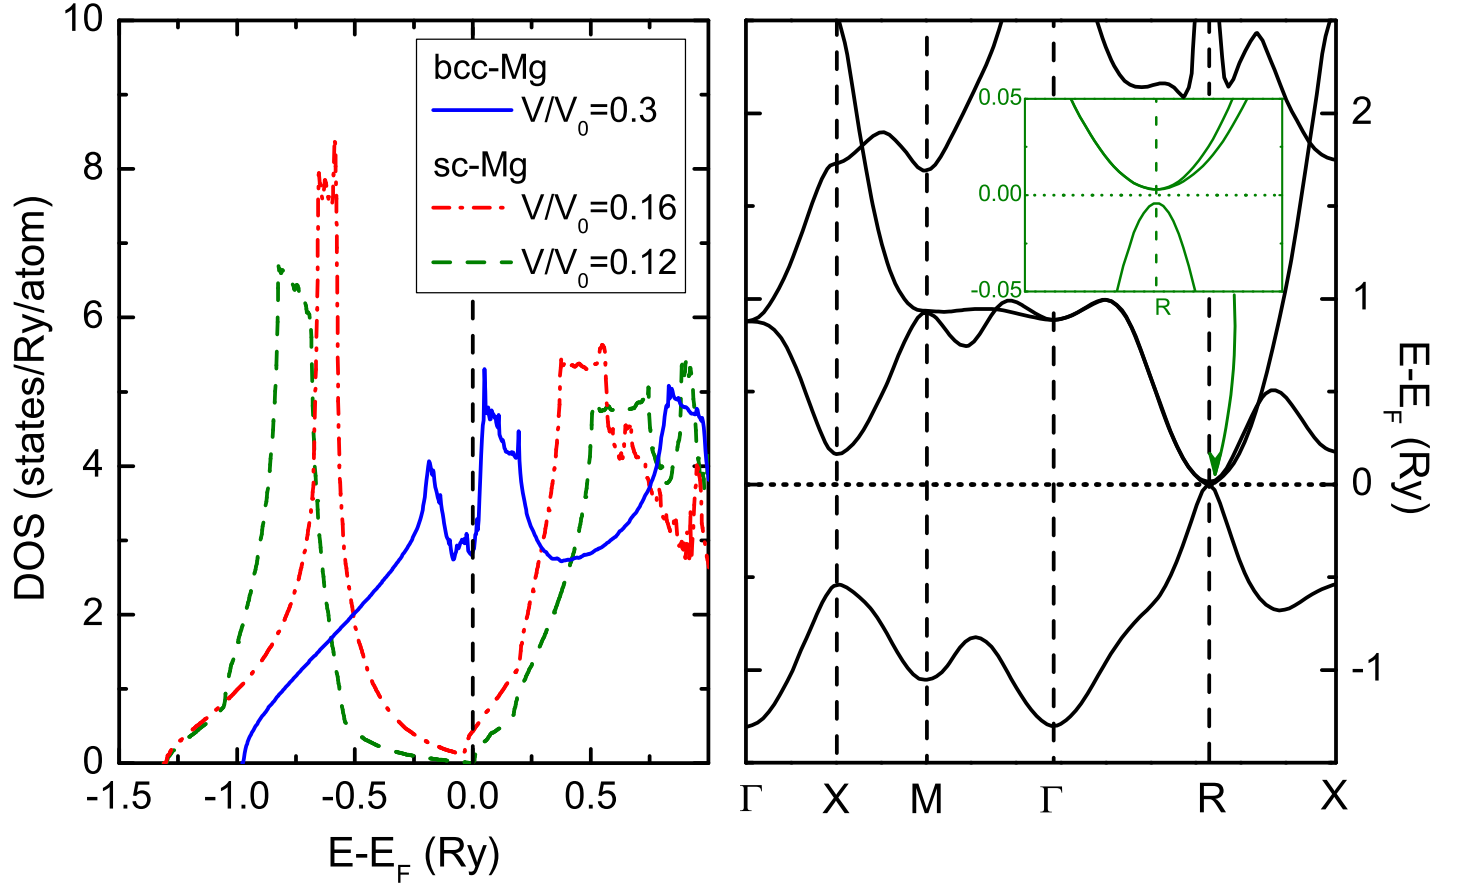 10
8
6
4
2
0
DOS (states/Ry/atom)
-1.5
-1.0
-0.5
0.0
0.5
E-E_F (Ry)
bcc-Mg
V/V_0=0.3
sc-Mg
V/V_0=0.16
V/V_0=0.12
0.05
0.00
-0.05
R
2
1
0
-1
E-E_F (Ry)
Γ X M Γ R X